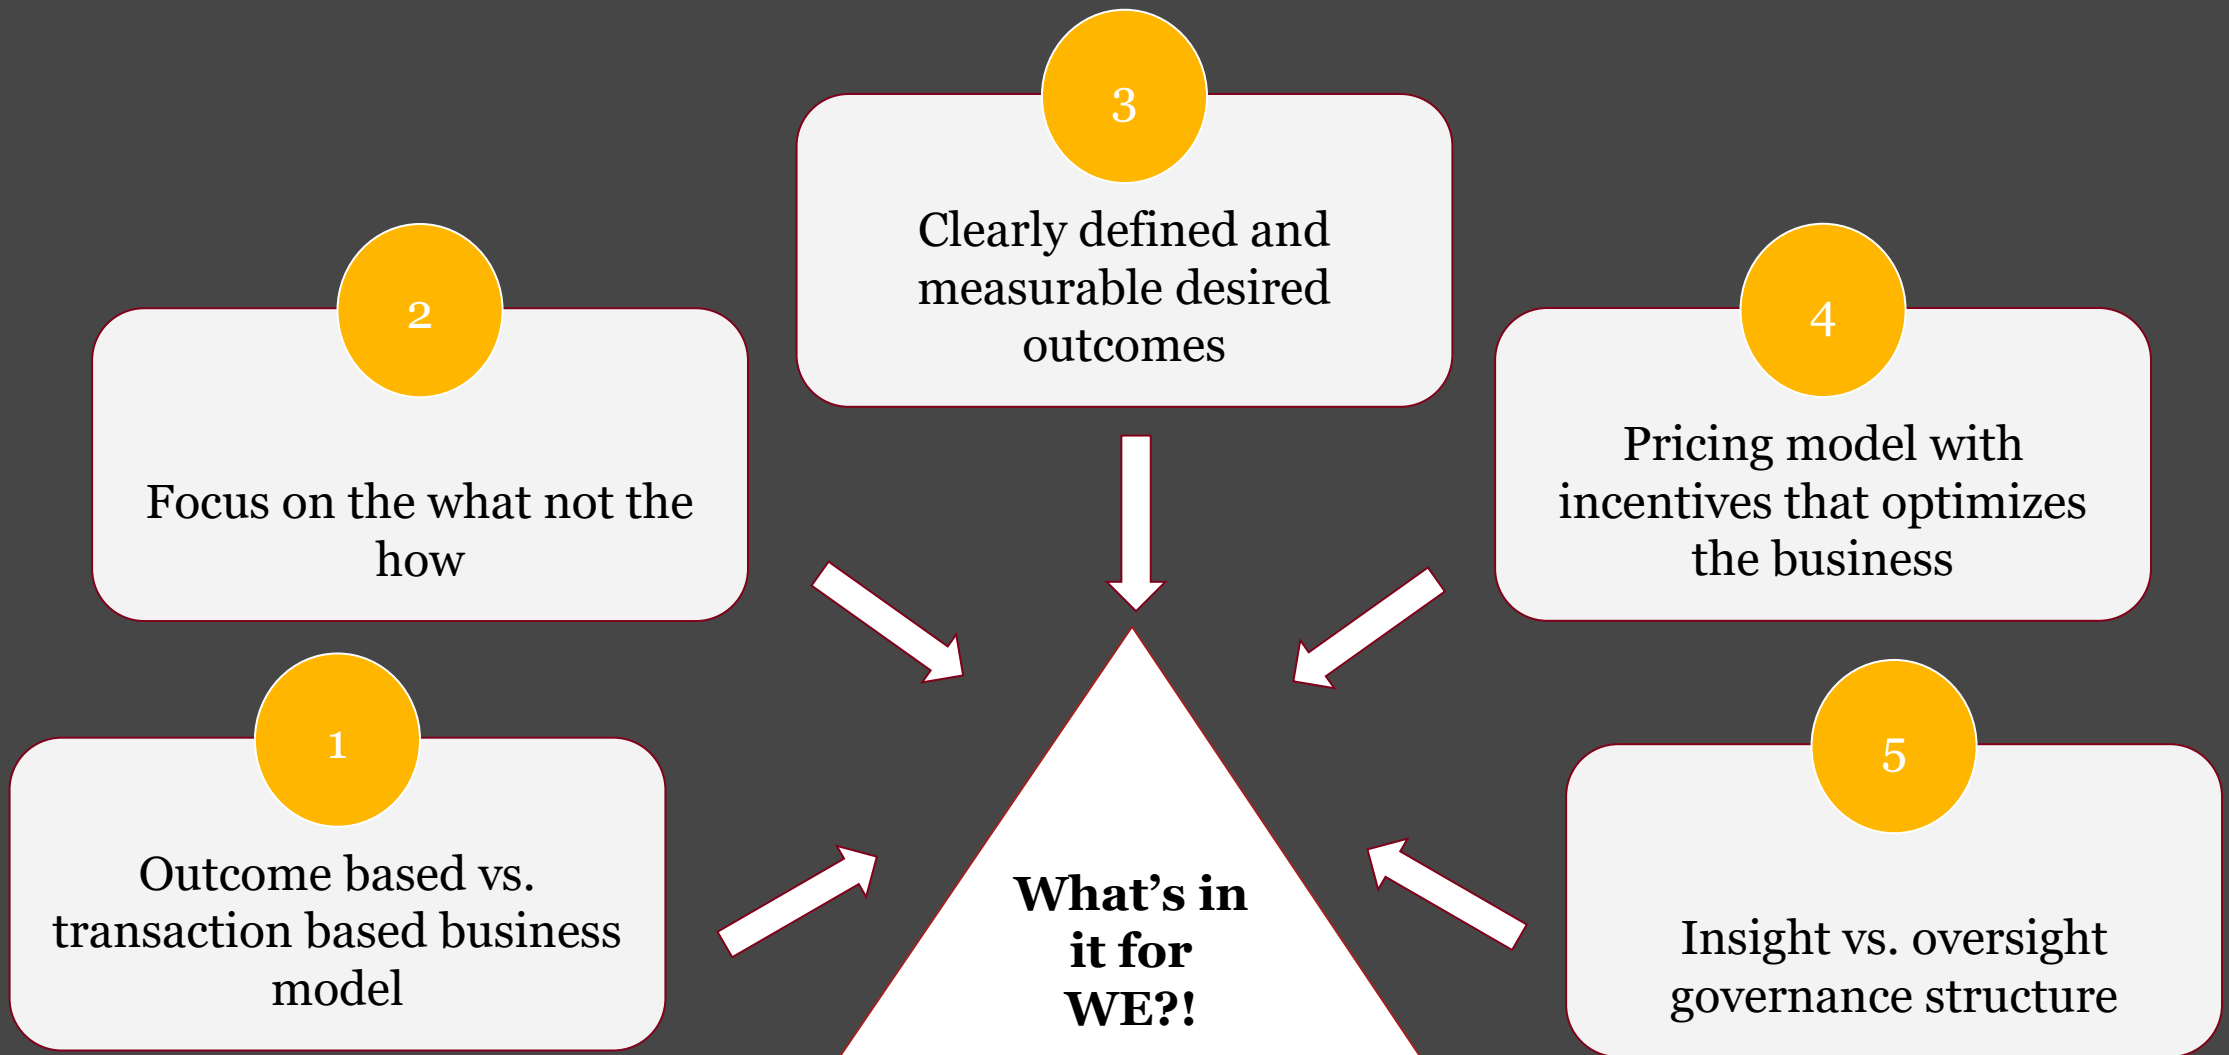 1
Outcome based vs.
transaction based business
model
2
Focus on the what not the
how
3
Clearly defined and
measurable desired
outcomes
4
Pricing model with
incentives that optimizes
the business
5
Insight vs. oversight
governance structure
What’s in
it for
WE?!